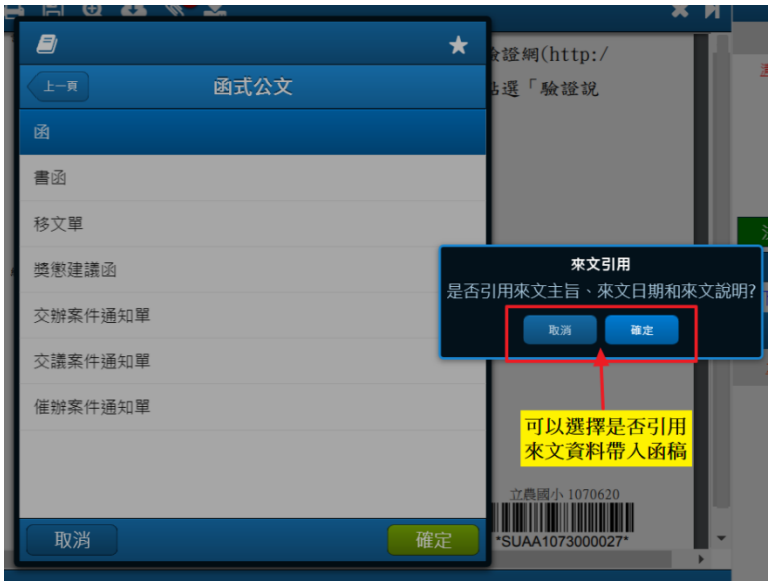 驗證網(http:/
點選「驗證說
上一頁
函式公文
函
書函
移文單
獎懲建議函
交辦案件通知單
交議案件通知單
催辦案件通知單
來文引用
是否引用來文主旨、來文日期和來文說明?
取消
確定
可以選擇是否引用
來文資料帶入函稿
立農國小 1070620
*SUAA1073000027*
取消
確定